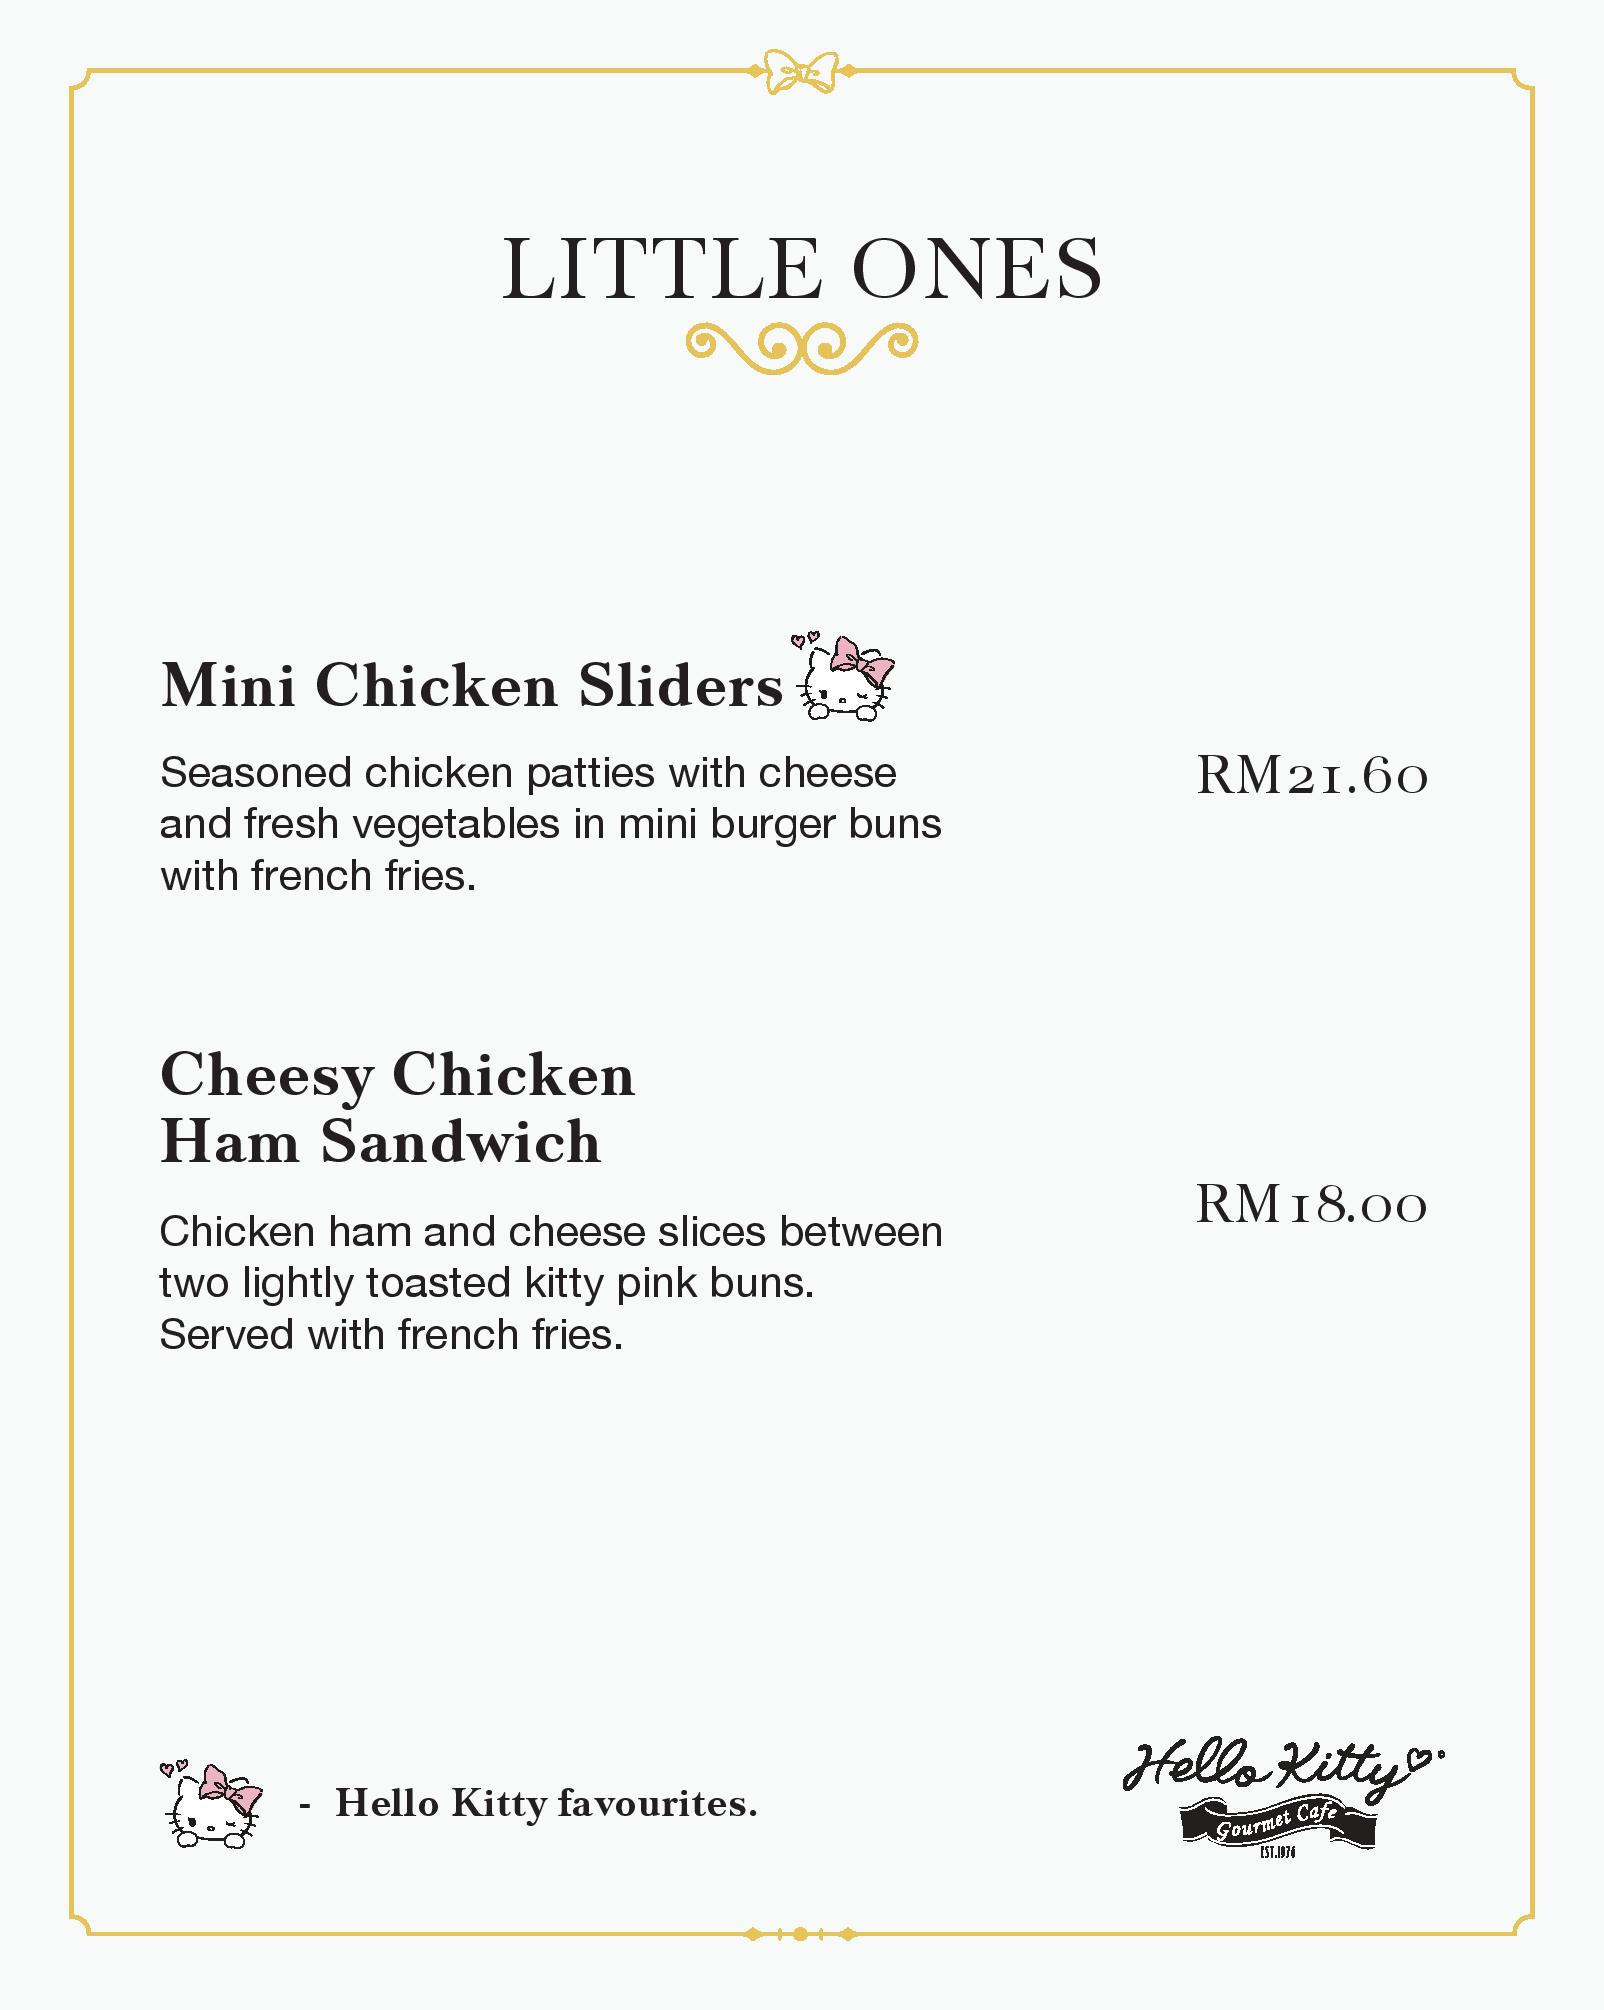 LITTLE ONES
Mini Chicken Sliders
Seasoned chicken patties with cheese
and fresh vegetables in mini burger buns
with french fries.
RM21.60
Cheesy Chicken
Ham Sandwich
Chicken ham and cheese slices between
two lightly toasted kitty pink buns.
Served with french fries.
RM18.00
- Hello Kitty favourites.
Hello Kitty
Gourmet Cafe
EST.1976